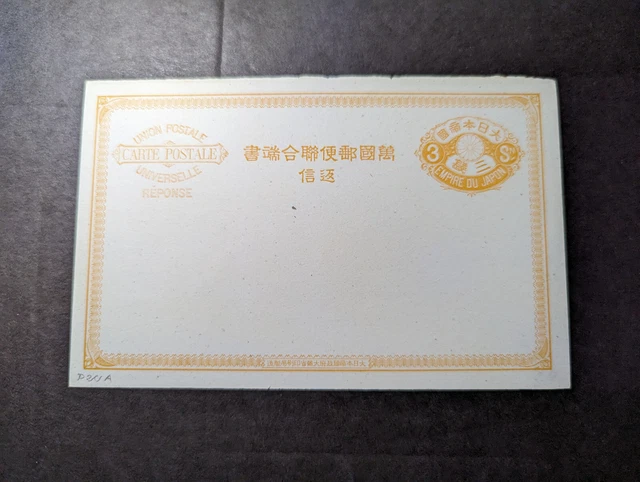 UNION POSTALE
CARTE POSTALE
UNIVERSELLE
RÉPONSE
萬國郵便聯合端書
返信
大日本帝國
3 三錢 S
EMPIRE DU JAPON